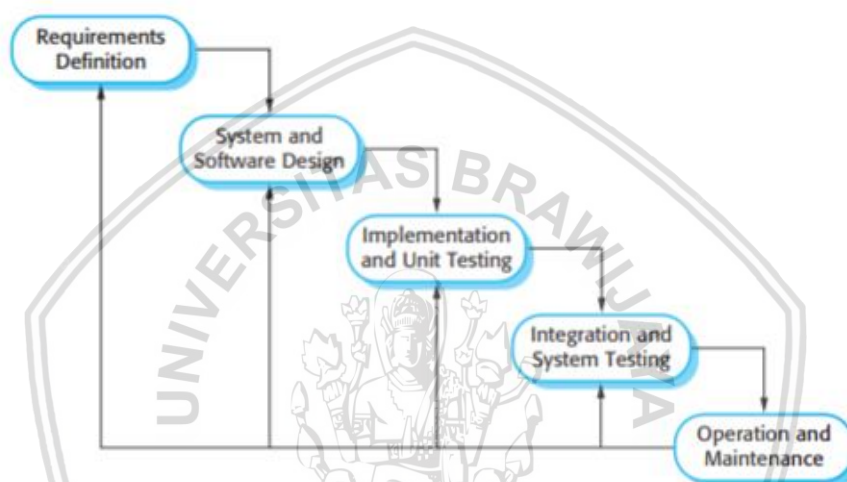 Requirements
Definition
System and
Software Design
UNIVERSITAS BRAWIJAYA
Implementation
and Unit Testing
Integration and
System Testing
Operation and
Maintenance